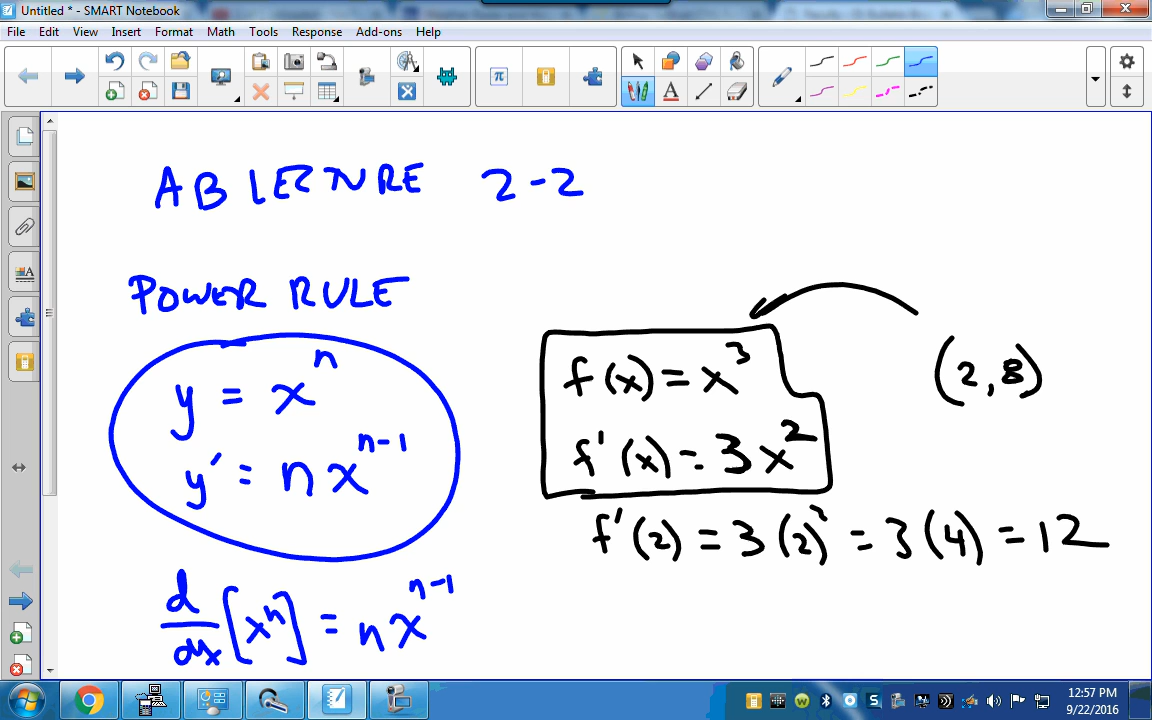 Untitled * - SMART Notebook
File Edit View Insert Format Math Tools Response Add-ons Help
AB LECTURE 2-2
POWER RULE
y = x^n
y' = nx^{n-1}
d/dx [x^n] = nx^{n-1}
f(x) = x^3
f'(x) = 3x^2
(2,8)
f'(2) = 3(2)^2 = 3(4) = 12
12:57 PM
9/22/2016